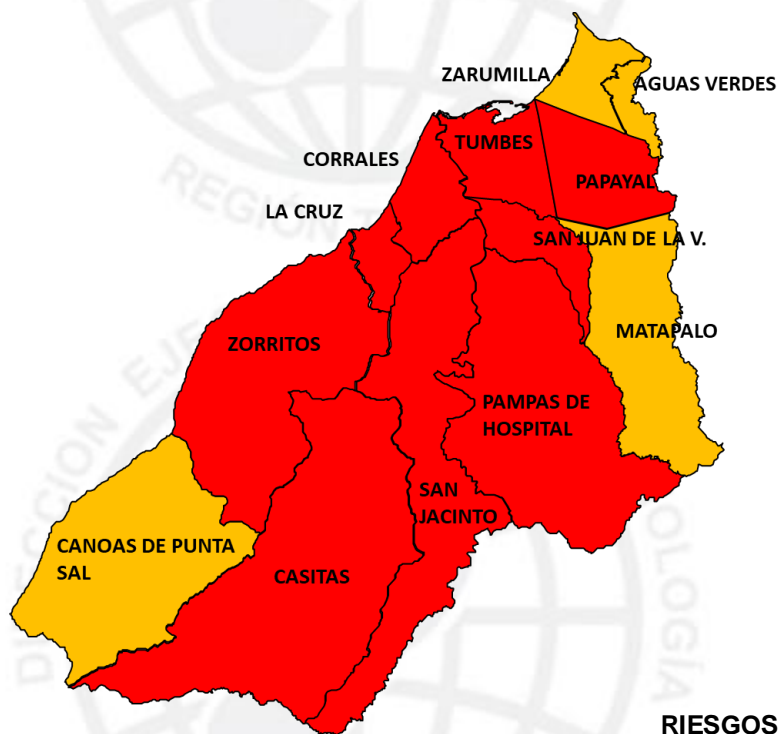 ZARUMILLA
AGUAS VERDES
TUMBES
CORRALES
PAPAYAL
LA CRUZ
SAN JUAN DE LA V.
MATAPALO
ZORRITOS
PAMPAS DE
HOSPITAL
SAN
JACINTO
CANOAS DE PUNTA
SAL
CASITAS
RIESGOS